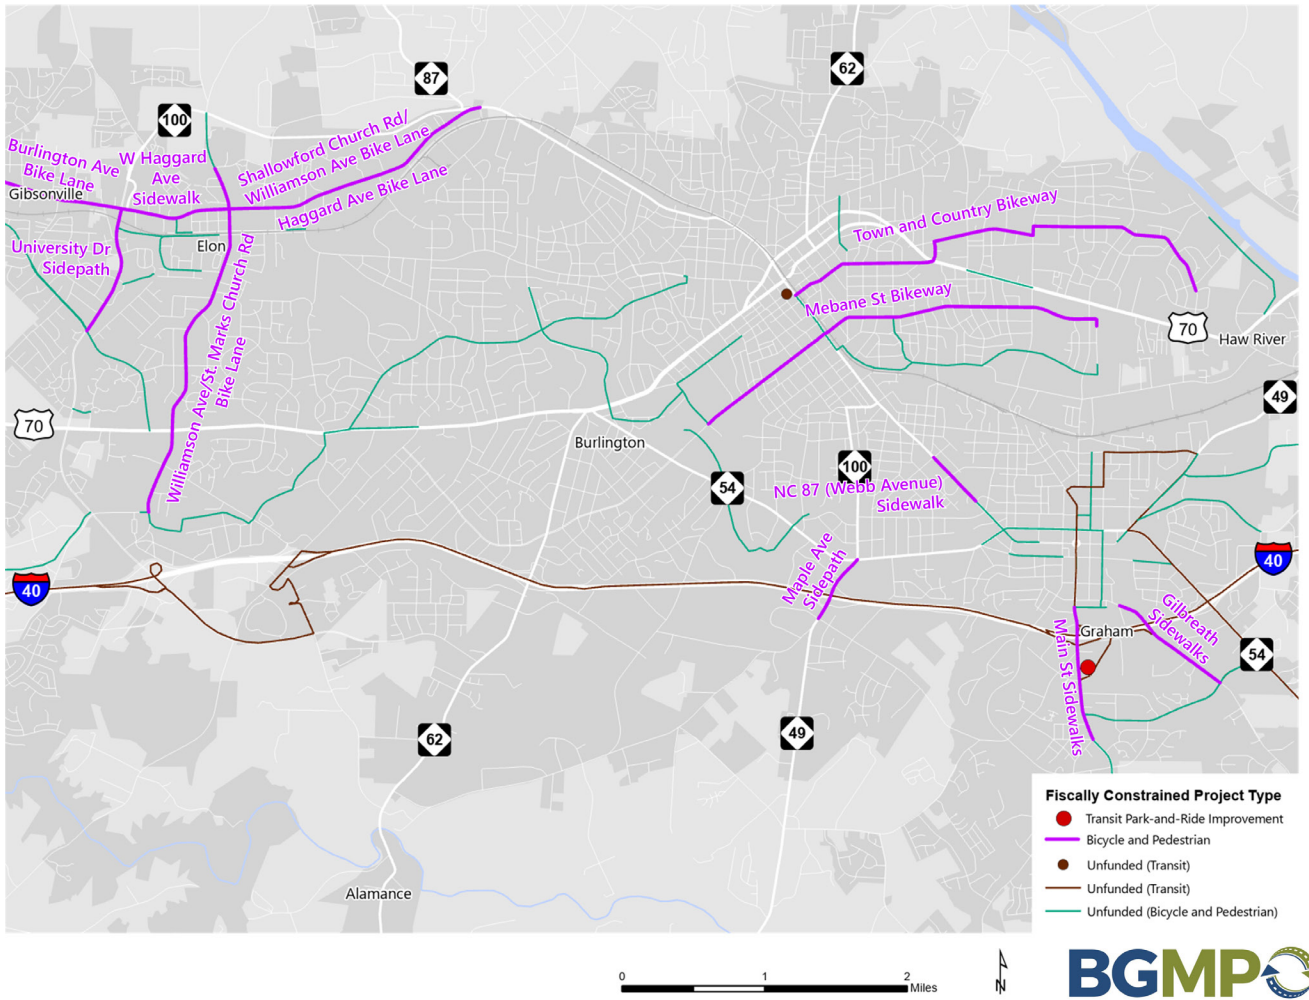 87
62
100
Shallowford Church Rd/
Williamson Ave Bike Lane
Burlington Ave
Bike Lane
W Haggard
Ave
Sidewalk
Haggard Ave Bike Lane
Gibsonville
Town and Country Bikeway
University Dr
Sidepath
Elon
Williamson Ave/St. Marks Church Rd
Bike Lane
Mebane St Bikeway
70
Haw River
49
70
Burlington
100
54
NC 87 (Webb Avenue)
Sidewalk
Maple Ave
Sidepath
40
40
Gilbreath
Sidewalks
Graham
54
Main St Sidewalks
62
49
Alamance
Fiscally Constrained Project Type
Transit Park-and-Ride Improvement
Bicycle and Pedestrian
Unfunded (Transit)
Unfunded (Transit)
Unfunded (Bicycle and Pedestrian)
0 1 2
Miles
N
BGMPO